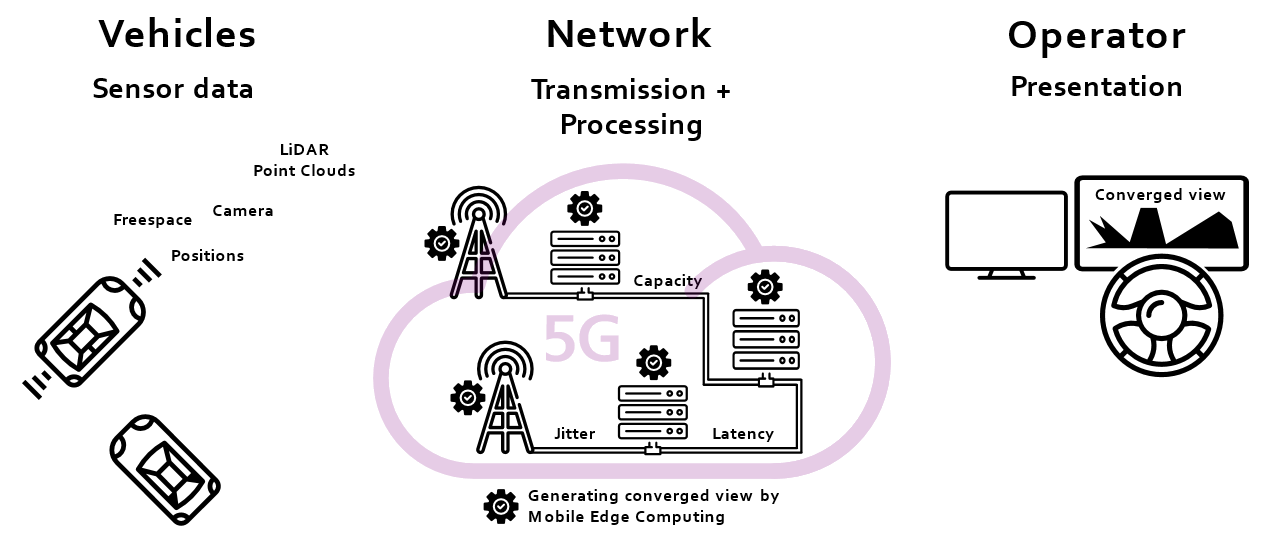 Vehicles
Sensor data
LiDAR
Point Clouds
Freespace
Camera
Positions
Network
Transmission +
Processing
Capacity
5G
Jitter
Latency
Generating converged view by
Mobile Edge Computing
Operator
Presentation
Converged view